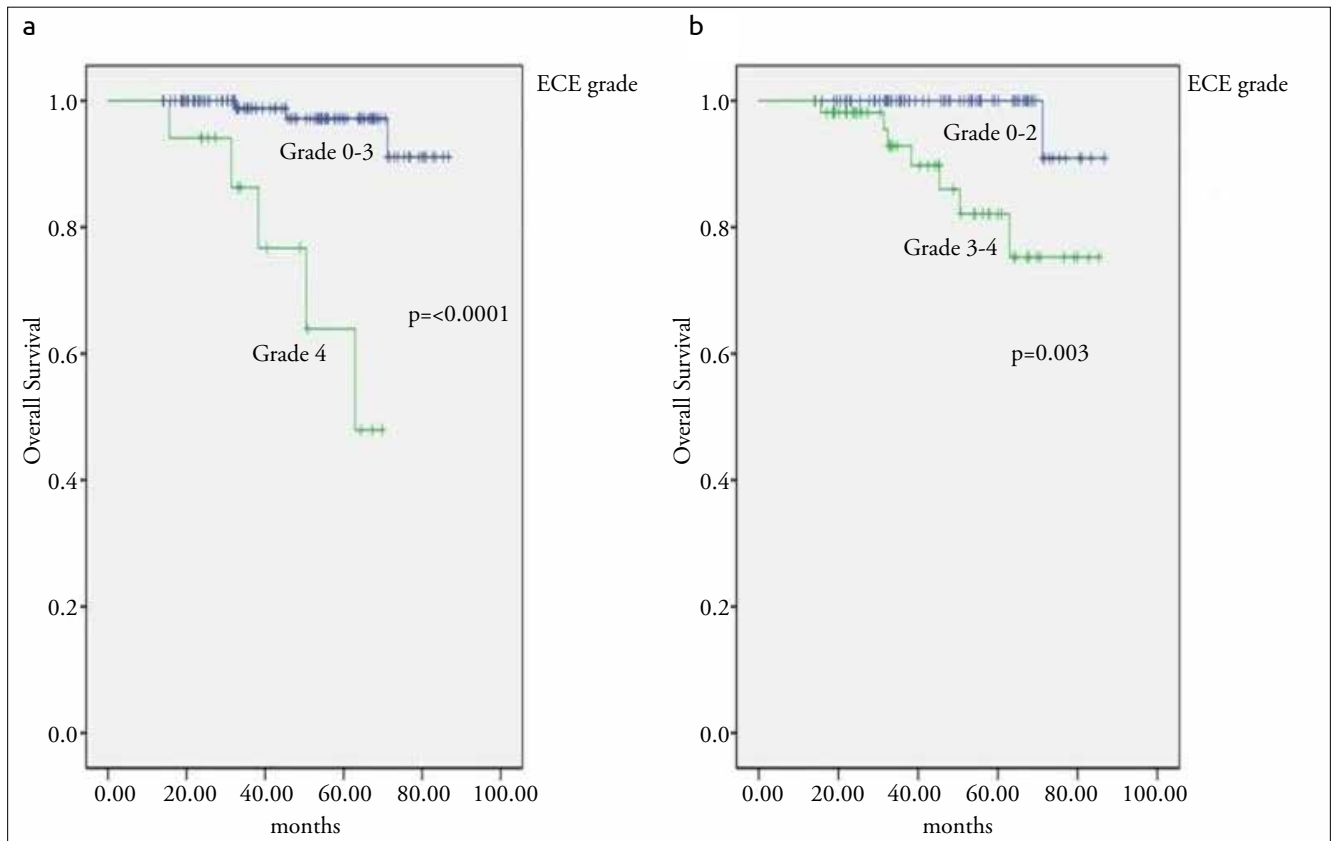 a
ECE grade
1.0
Grade 0-3
0.8
p=<0.0001
Grade 4
0.6
Overall Survival
0.4
0.2
0.0
0.00 20.00 40.00 60.00 80.00 100.00
months
b
ECE grade
1.0
Grade 0-2
0.8
Grade 3-4
0.6
p=0.003
Overall Survival
0.4
0.2
0.0
0.00 20.00 40.00 60.00 80.00 100.00
months